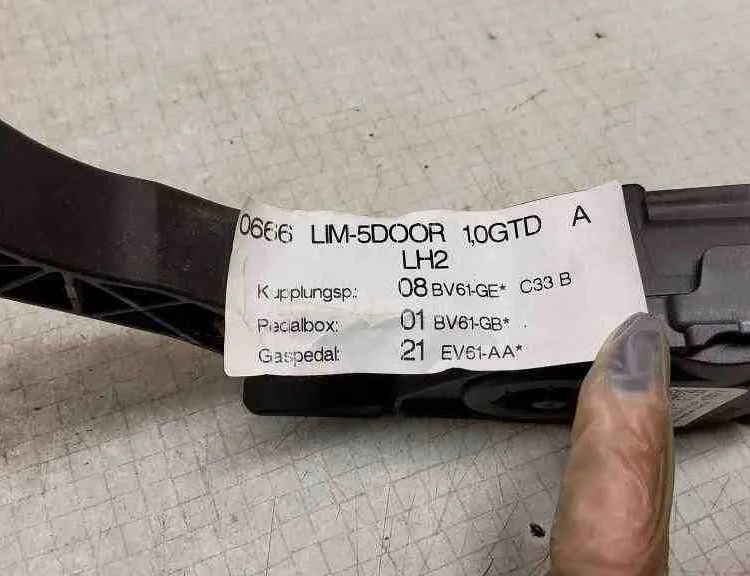 0666 LIM-5DOOR 1,0GTD A
LH2
Kupplungsp.: 08 BV61-GE* C33 B
Pedalbox: 01 BV61-GB*
Gaspedal: 21 EV61-AA*